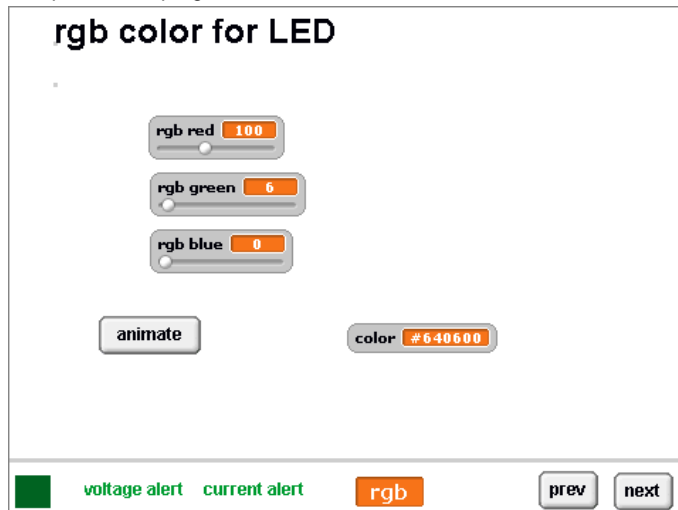 rgb color for LED
rgb red 100
rgb green 6
rgb blue 0
animate
color #640600
voltage alert current alert rgb prev next